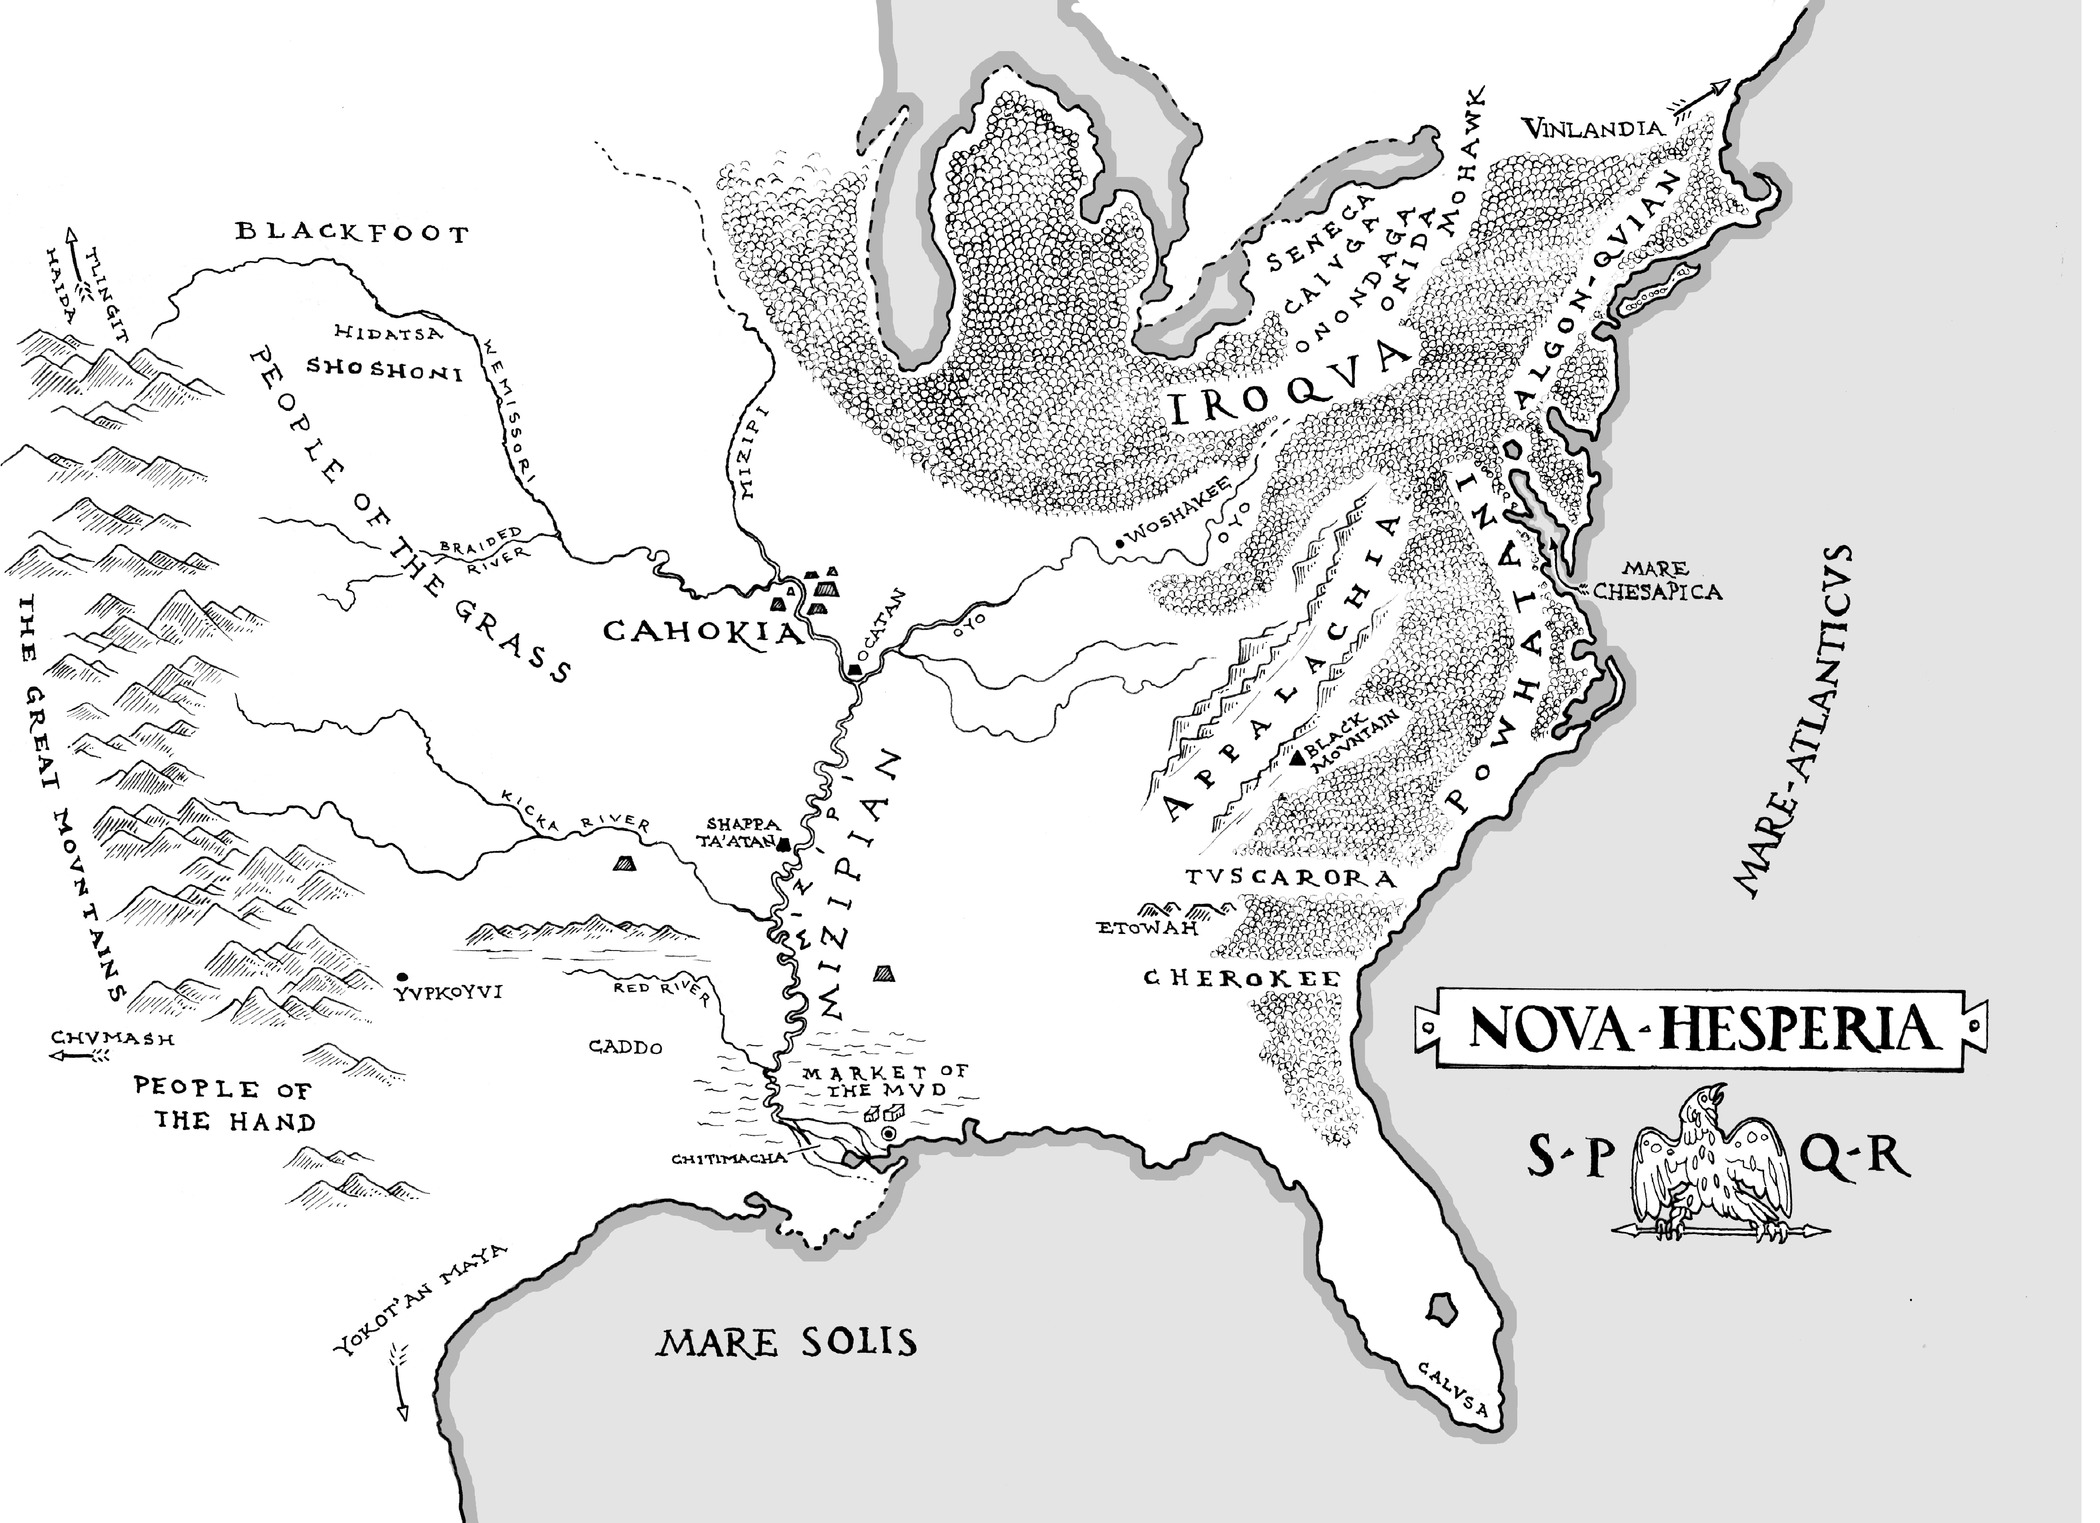 VINLANDIA
MOHAWK
BLACKFOOT
TLINGIT
HAIDA
SENECA
CAIVGA
ONONDAGA
ONIDA
ALGON-QVIAN
HIDATSA
SHOSHONI
WEMISSORI
PEOPLE OF THE GRASS
IROQVA
MIZIPI
WOSHAKEE
OYO
BRAIDED
RIVER
MARE
CHESAPICA
MARE-ATLANTICVS
THE GREAT MOVNTAINS
CAHOKIA
OCATAN
OYO
APPALACHIA
POWHATANI
BLACK
MOVNTAIN
KICKA RIVER
SHAPPA
TA'ATAN
MIZIPI
MIZIPIAN
TVSCARORA
ETOWAH
CHEROKEE
YVPKOYVI
RED RIVER
CHVMASH
CADDO
MARKET OF
THE MVD
PEOPLE OF
THE HAND
CHITIMACHA
NOVA-HESPERIA
S-P Q-R
YOKOT'AN MAYA
MARE SOLIS
CALVSA